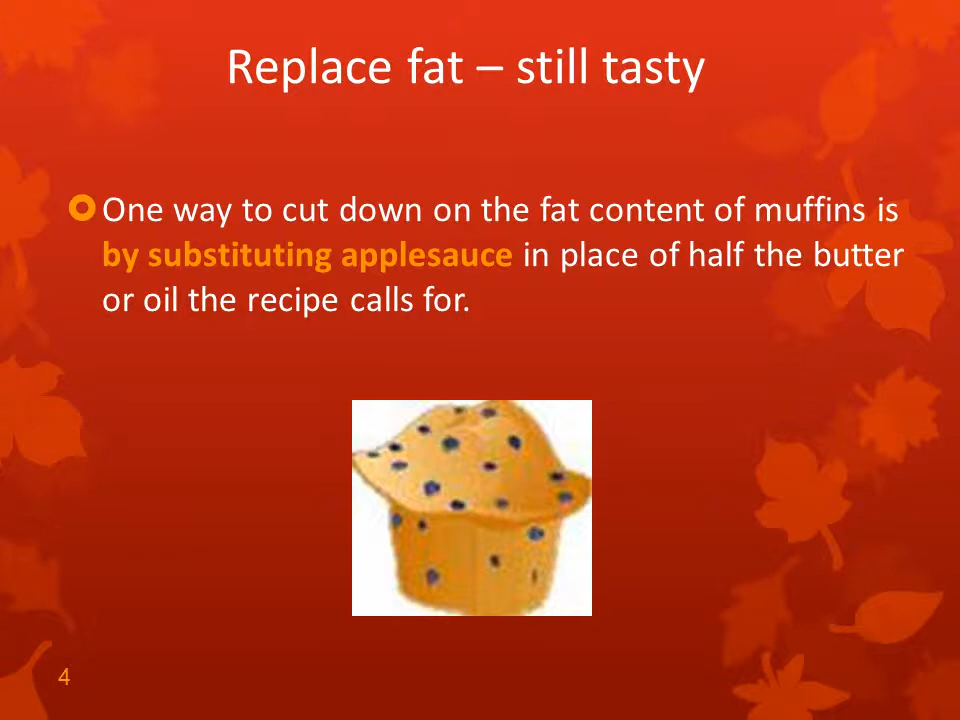 Replace fat – still tasty
One way to cut down on the fat content of muffins is
by substituting applesauce in place of half the butter
or oil the recipe calls for.
4